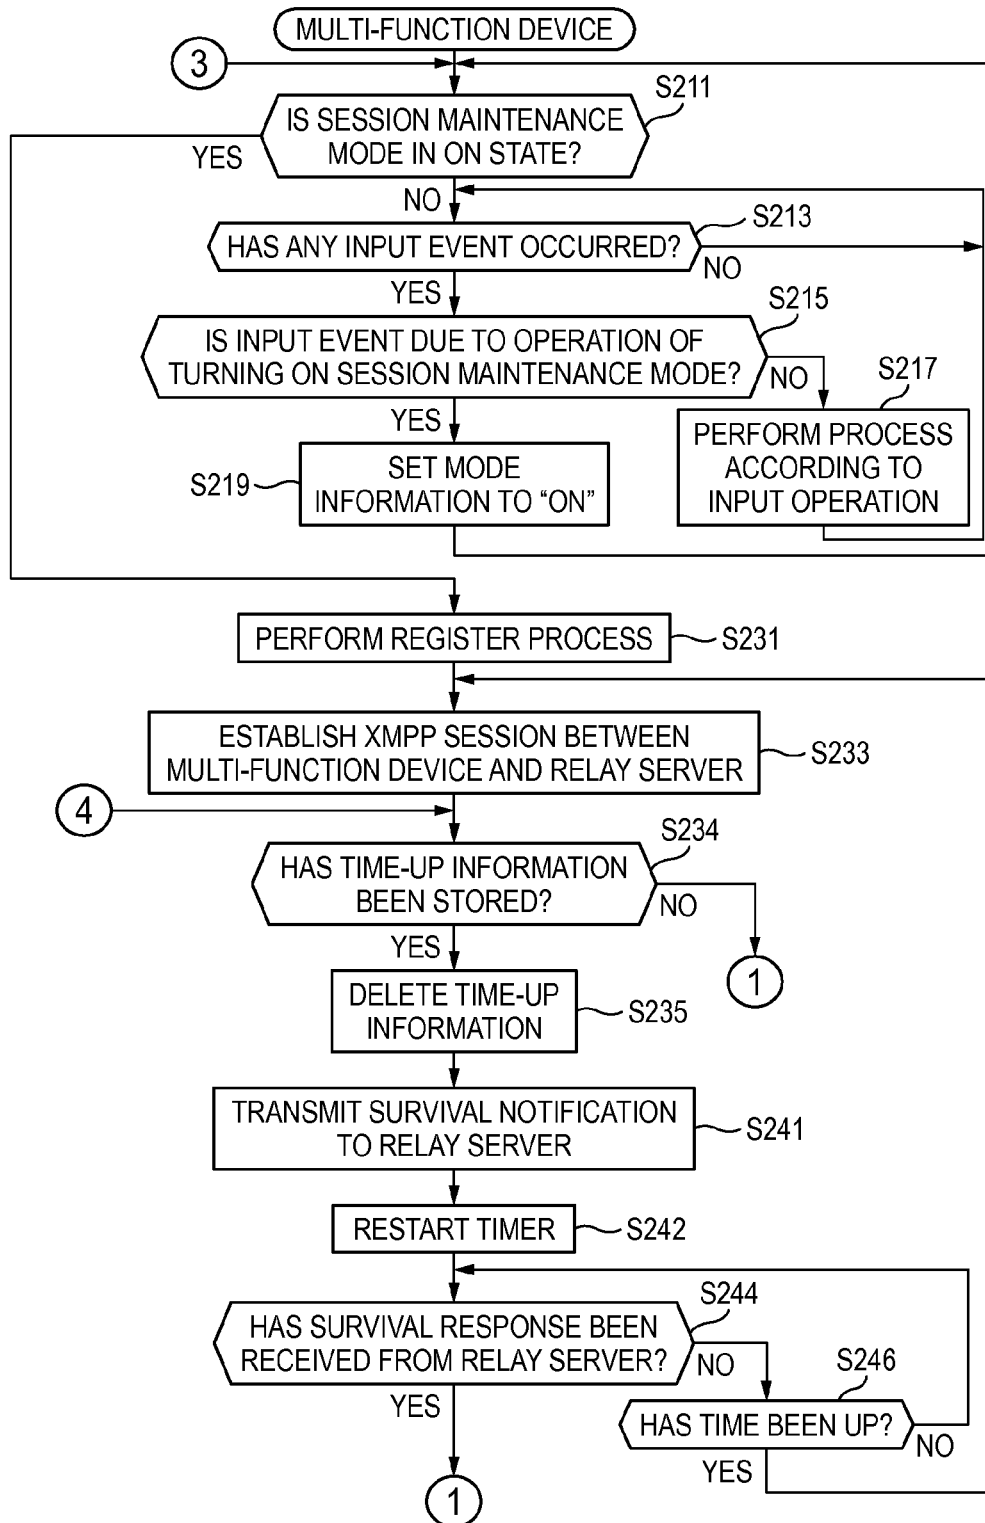 MULTI-FUNCTION DEVICE
3
S211
IS SESSION MAINTENANCE
MODE IN ON STATE?
YES
NO
S213
HAS ANY INPUT EVENT OCCURRED?
NO
YES
S215
IS INPUT EVENT DUE TO OPERATION OF
TURNING ON SESSION MAINTENANCE MODE?
NO
S217
YES
PERFORM PROCESS
ACCORDING TO
INPUT OPERATION
S219
SET MODE
INFORMATION TO “ON”
PERFORM REGISTER PROCESS
S231
ESTABLISH XMPP SESSION BETWEEN
MULTI-FUNCTION DEVICE AND RELAY SERVER
S233
4
S234
HAS TIME-UP INFORMATION
BEEN STORED?
NO
YES
1
DELETE TIME-UP
INFORMATION
S235
TRANSMIT SURVIVAL NOTIFICATION
TO RELAY SERVER
S241
RESTART TIMER
S242
S244
HAS SURVIVAL RESPONSE BEEN
RECEIVED FROM RELAY SERVER?
NO
S246
YES
HAS TIME BEEN UP?
NO
YES
1